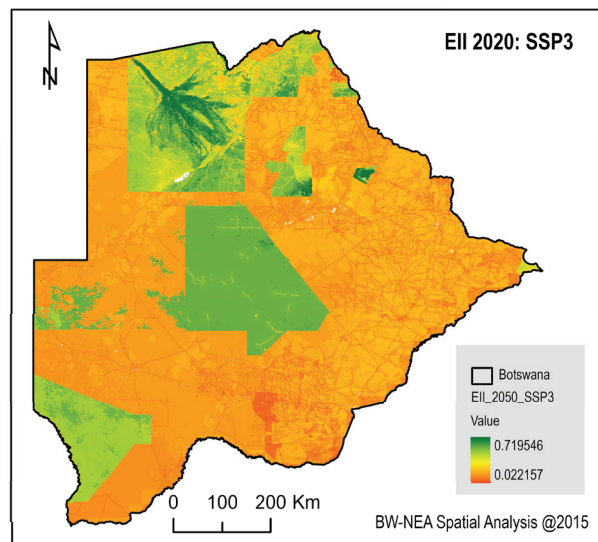 EII 2020: SSP3
N
Botswana
EII_2050_SSP3
Value
0.719546
0.022157
0 100 200 Km
BW-NEA Spatial Analysis @2015